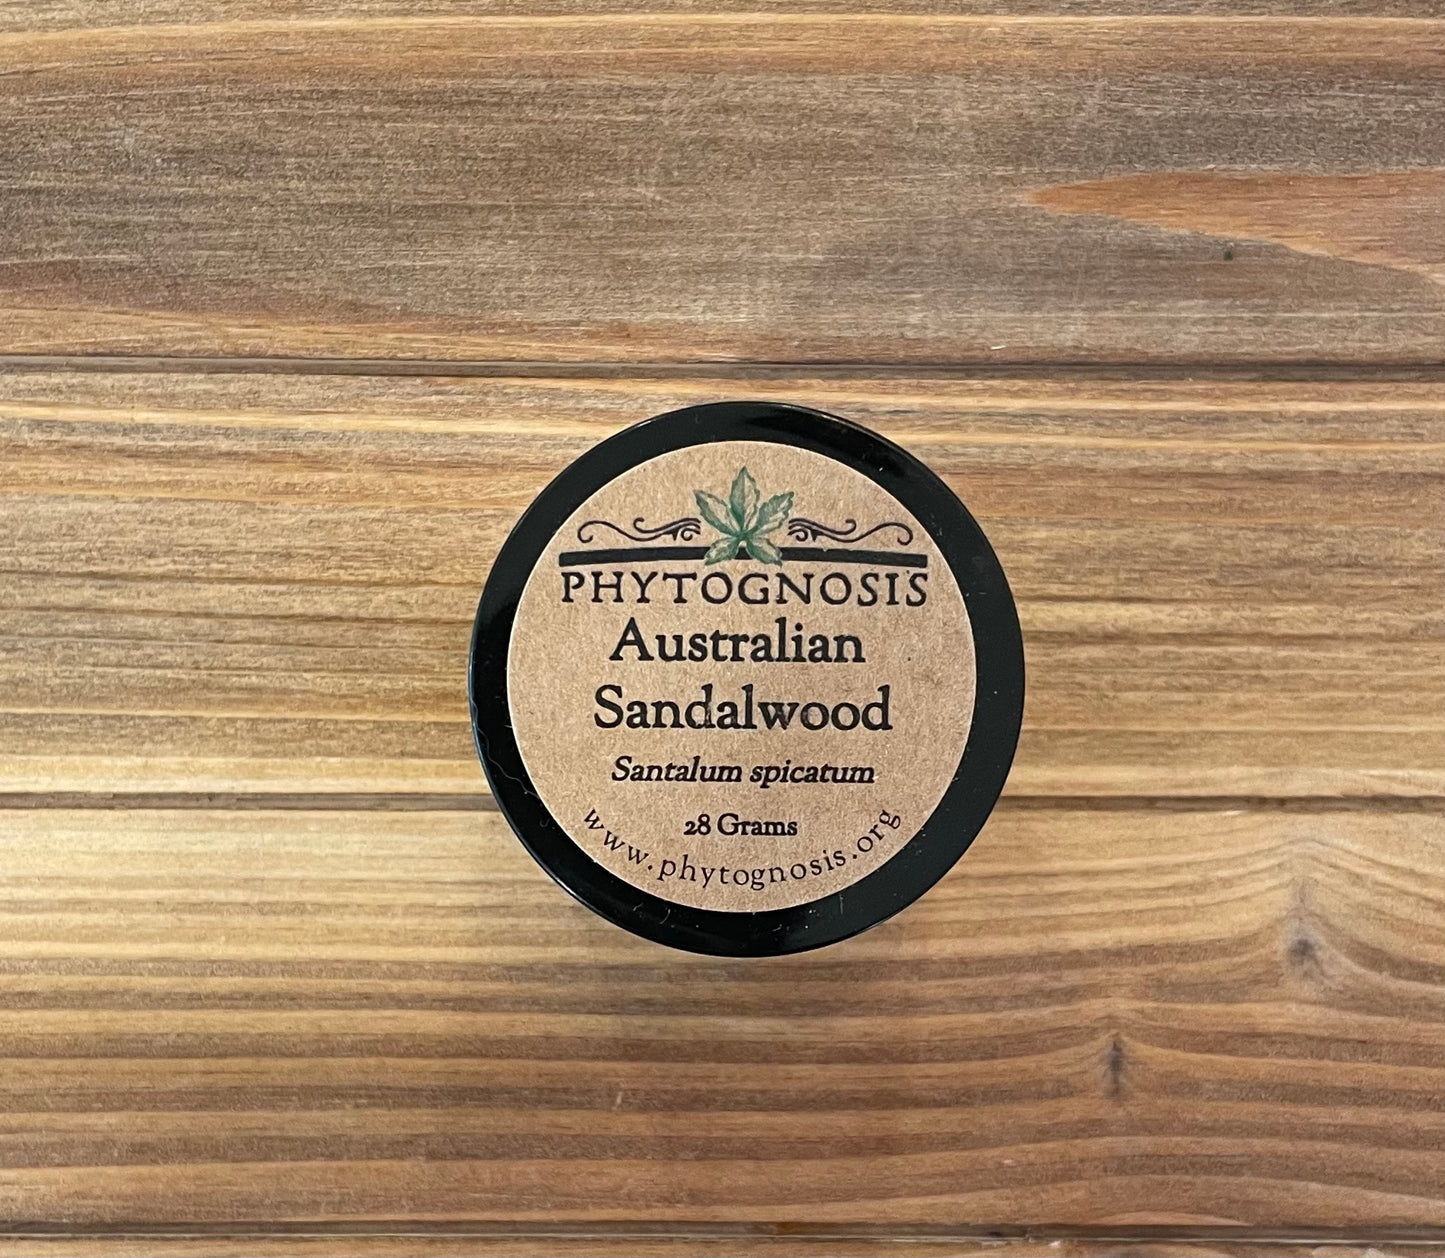 PHYTOGNOSIS
Australian
Sandalwood
Santalum spicatum
28 Grams
www.phytognosis.org